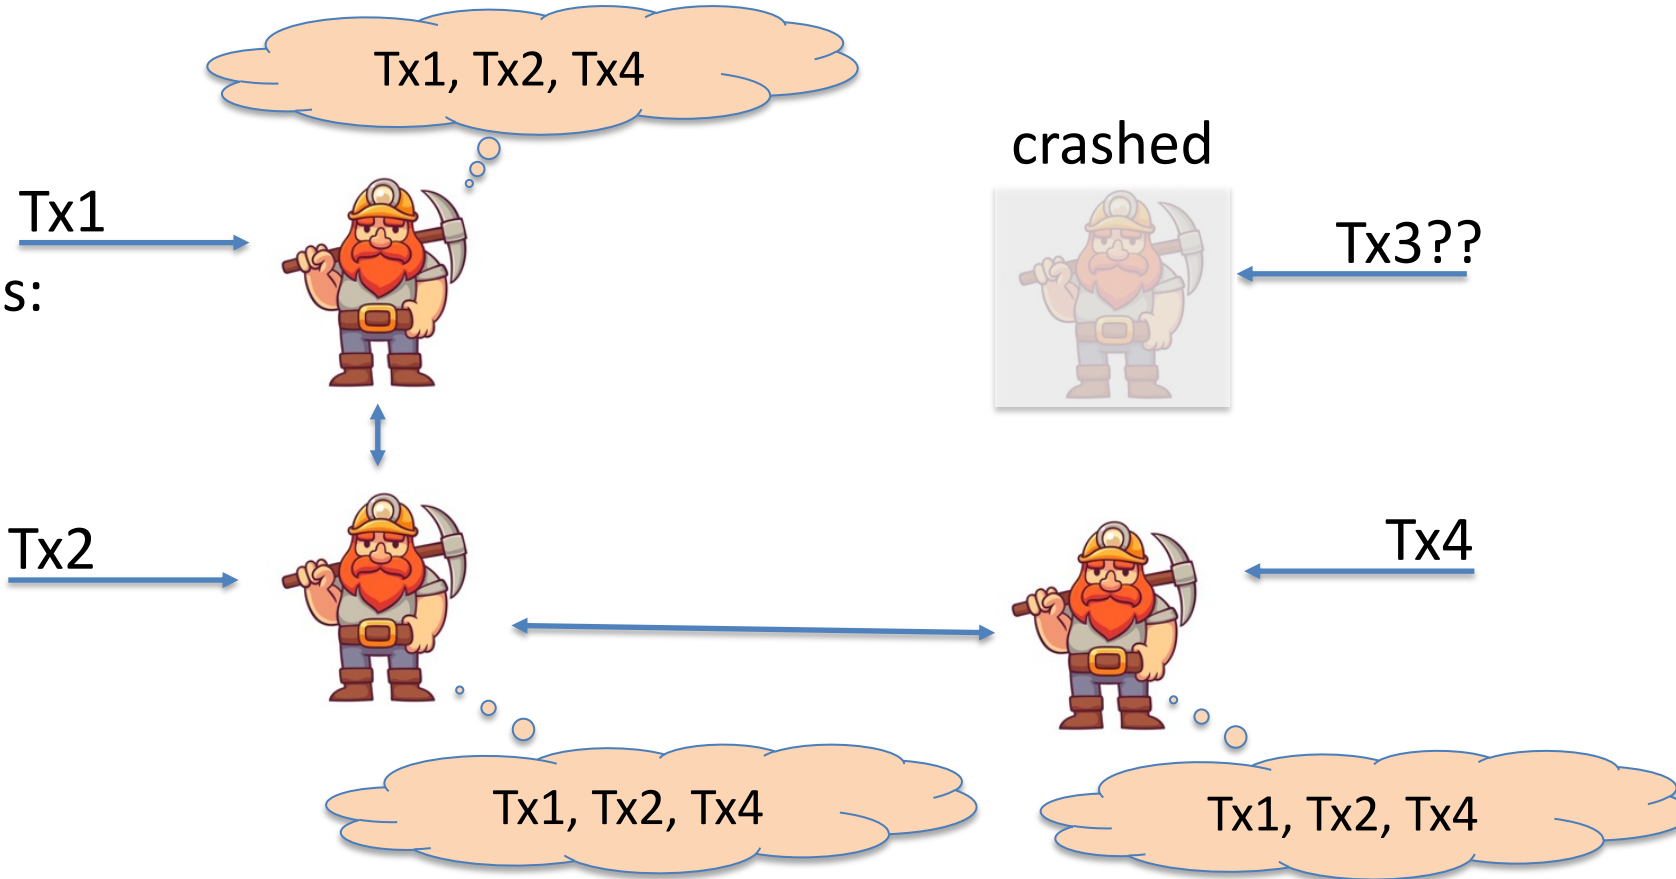 Tx1, Tx2, Tx4
crashed
Tx1
Tx3??
s:
Tx2
Tx4
Tx1, Tx2, Tx4
Tx1, Tx2, Tx4